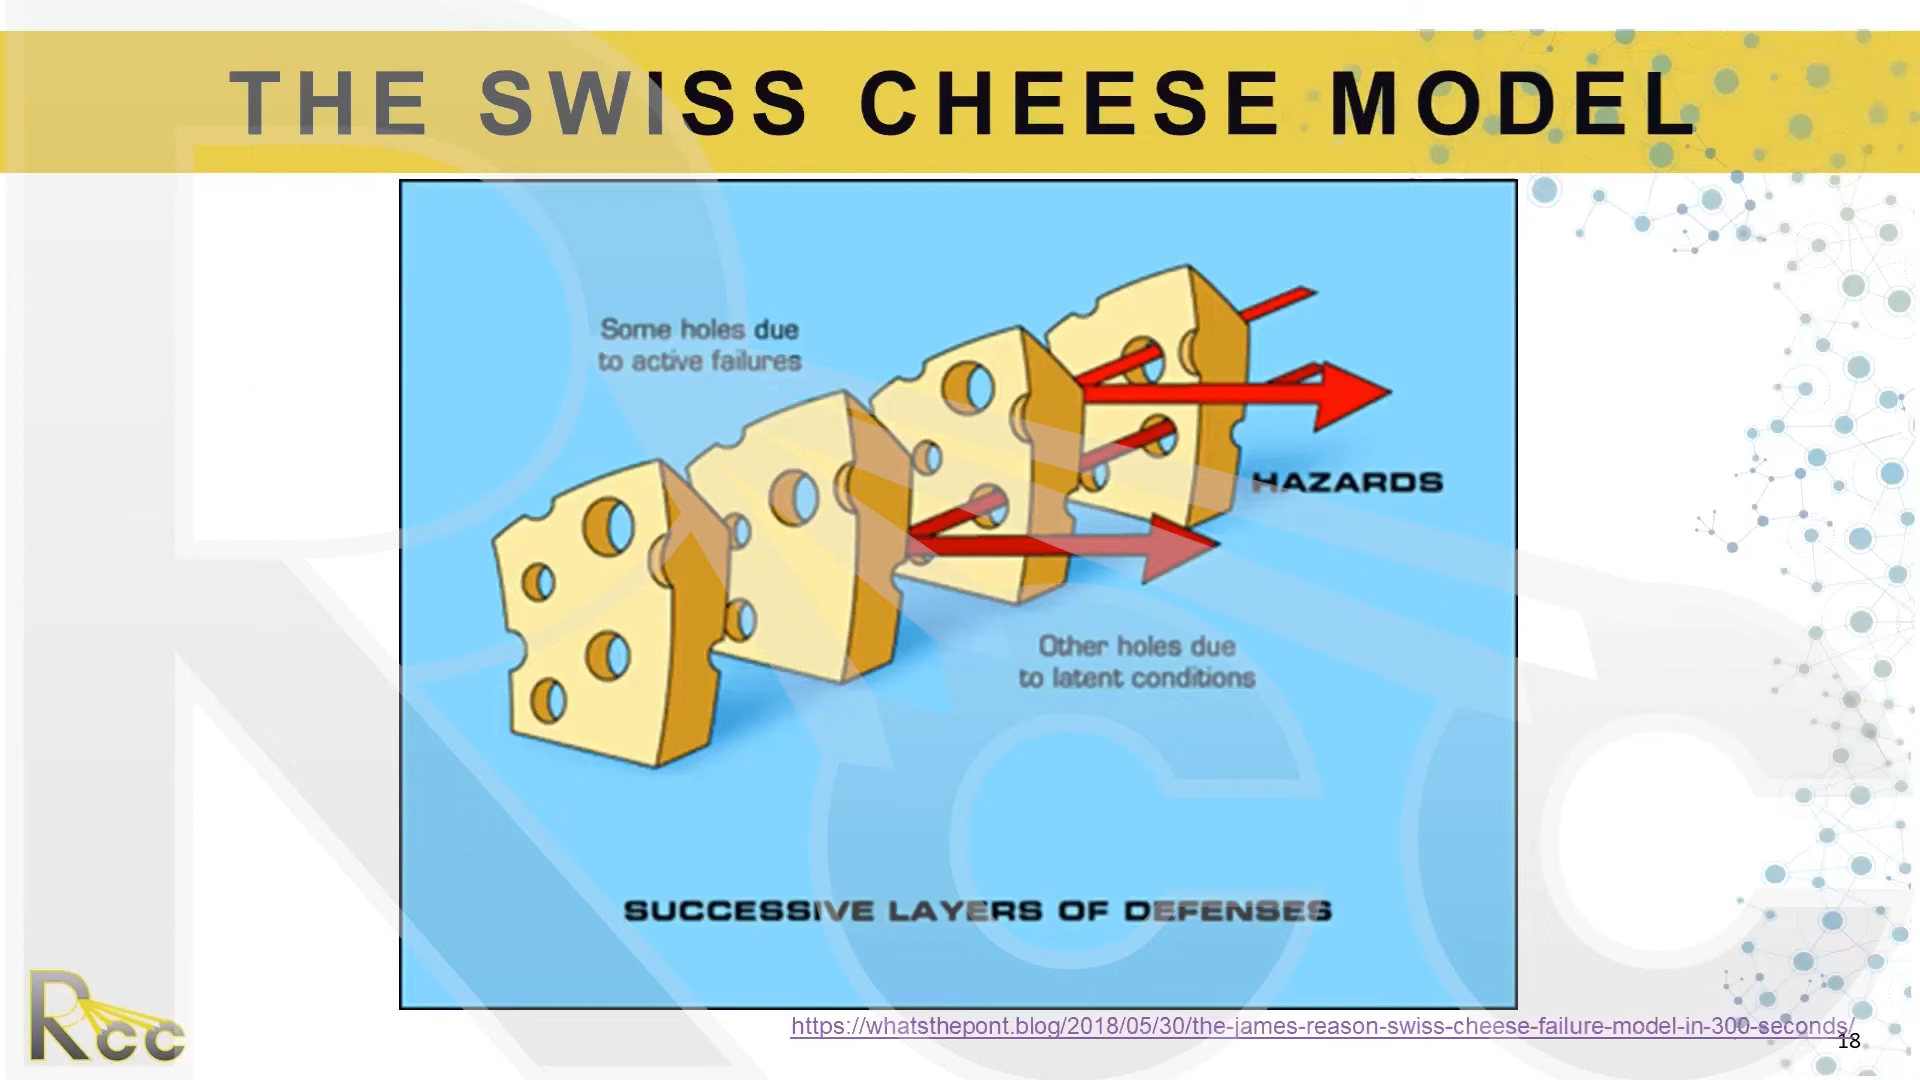 THE SWISS CHEESE MODEL
Some holes due
to active failures
HAZARDS
Other holes due
to latent conditions
SUCCESSIVE LAYERS OF DEFENSES
https://whatsthepont.blog/2018/05/30/the-james-reason-swiss-cheese-failure-model-in-300-seconds/
18
Rcc